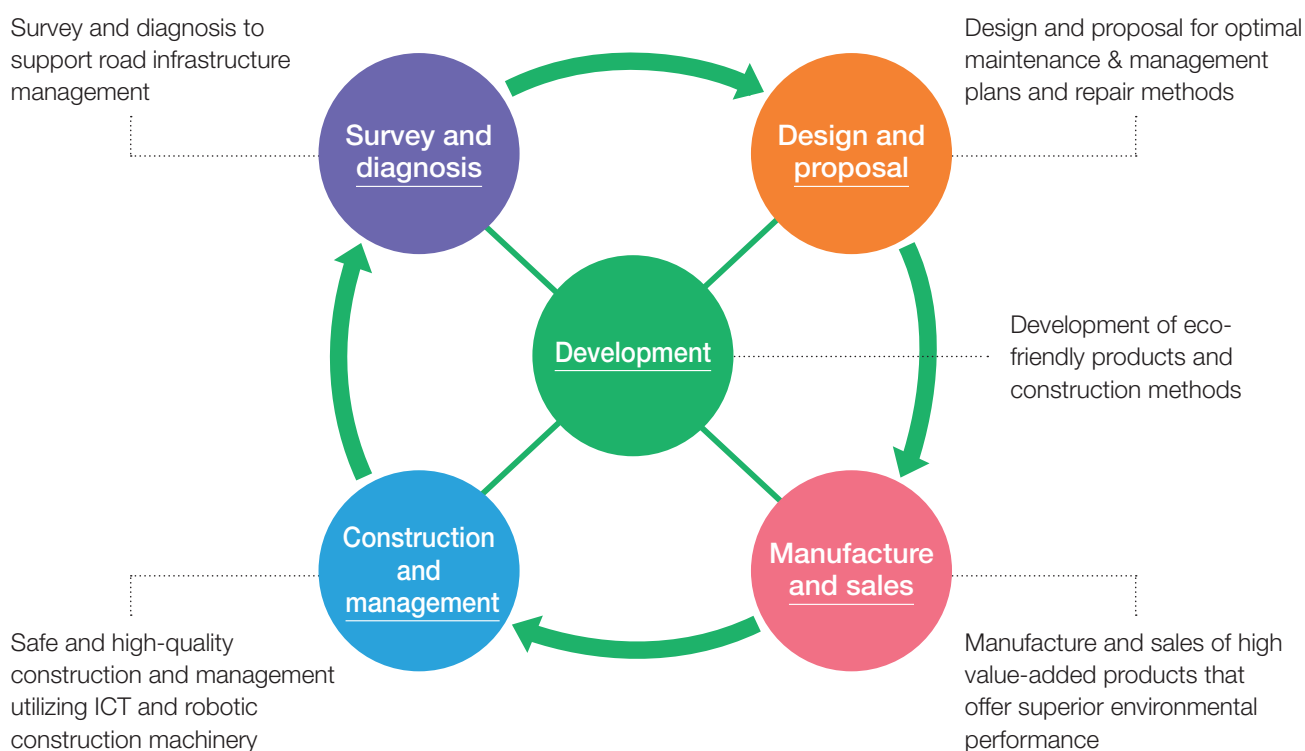 Survey and diagnosis to
support road infrastructure
management
Survey and
diagnosis
Design and
proposal
Design and proposal for optimal
maintenance & management
plans and repair methods
Development
Development of eco-
friendly products and
construction methods
Construction
and
management
Safe and high-quality
construction and management
utilizing ICT and robotic
construction machinery
Manufacture
and sales
Manufacture and sales of high
value-added products that
offer superior environmental
performance